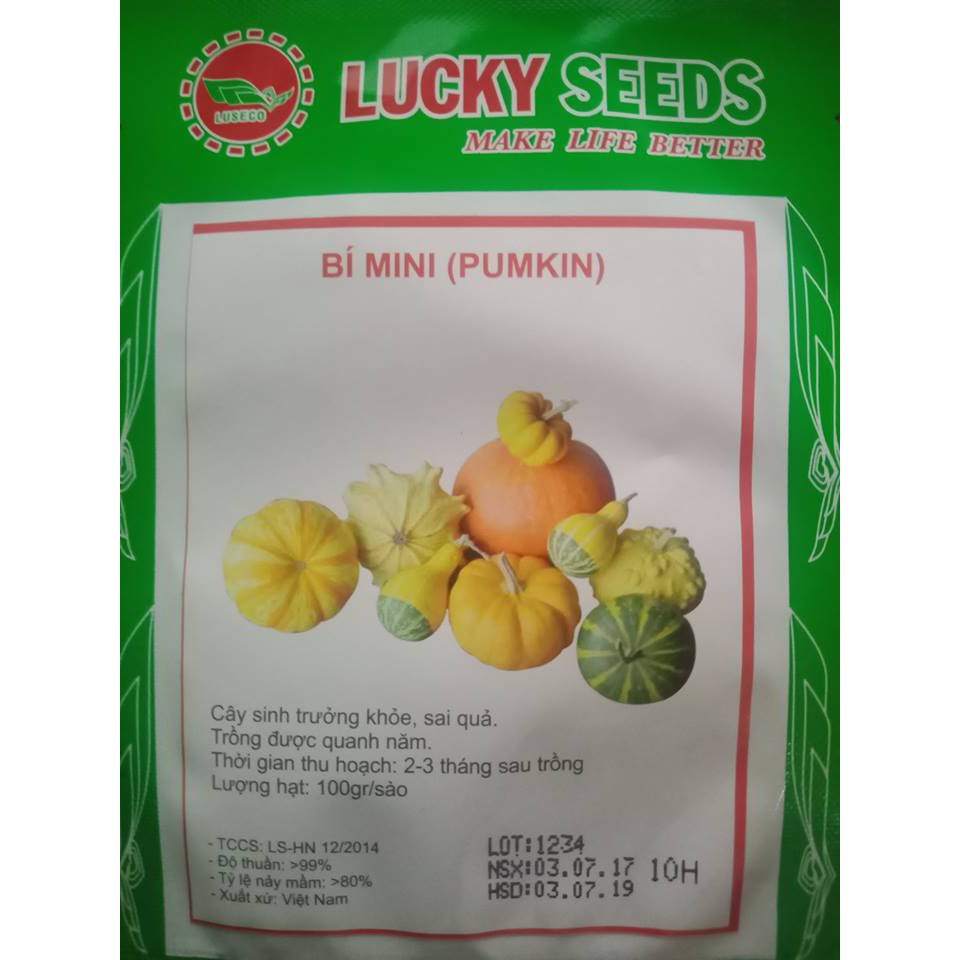 LUSECO
LUCKY SEEDS
MAKE LIFE BETTER
BÍ MINI (PUMKIN)
Cây sinh trưởng khỏe, sai quả.
Trồng được quanh năm.
Thời gian thu hoạch: 2-3 tháng sau trồng
Lượng hạt: 100gr/sào
- TCCS: LS-HN 12/2014
- Độ thuần: >99%
- Tỷ lệ nảy mầm: >80%
- Xuất xứ: Việt Nam
LOT:1234
NSX:03.07.17 10H
HSD:03.07.19